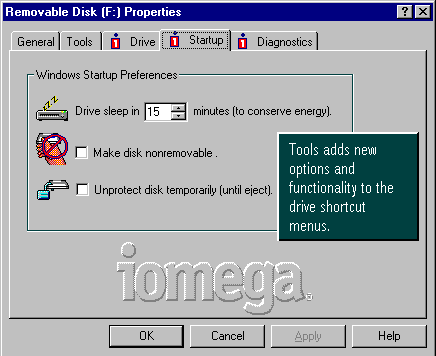 Removable Disk (F:) Properties
General Tools Drive Startup Diagnostics
Windows Startup Preferences
Drive sleep in 15 minutes (to conserve energy).
Make disk nonremovable .
Unprotect disk temporarily (until eject).
Tools adds new
options and
functionality to the
drive shortcut
menus.
iomega®
OK Cancel Apply Help